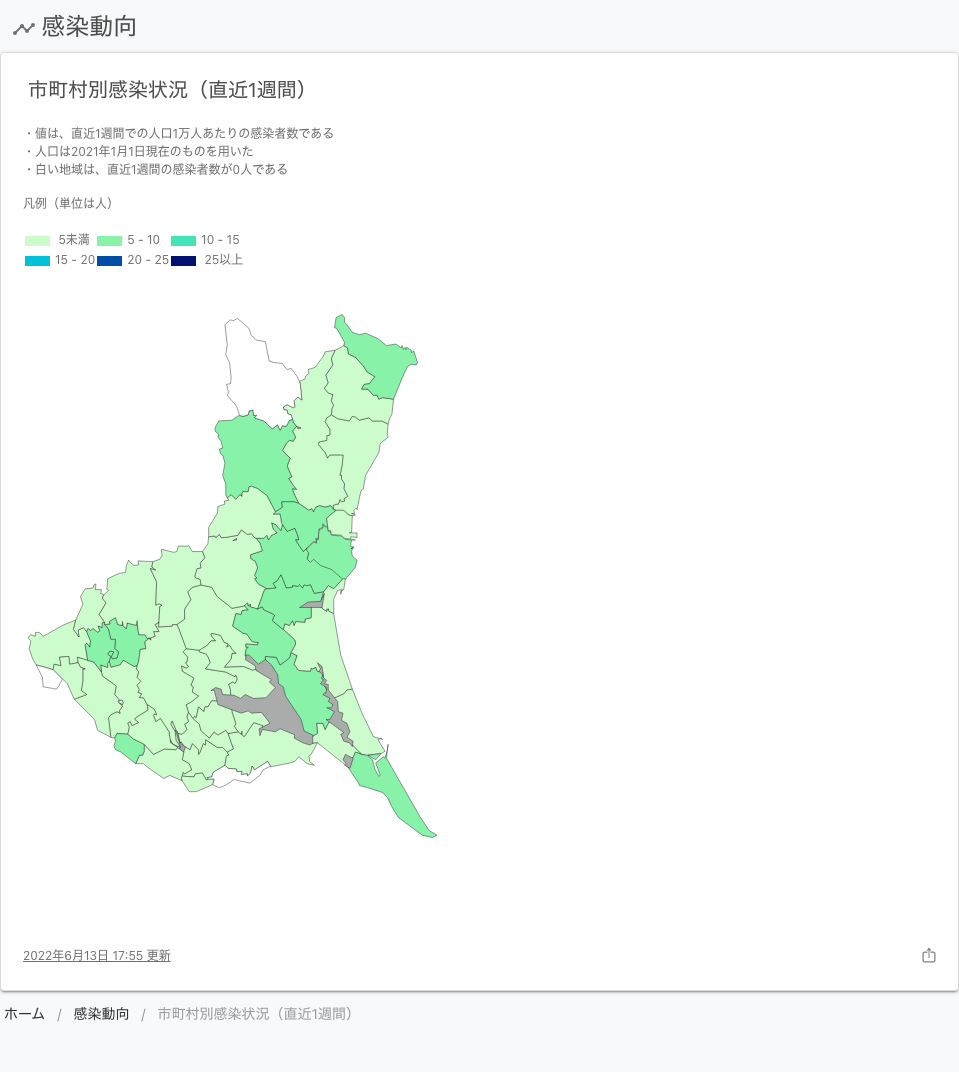 感染動向
市町村別感染状況（直近1週間）
・値は、直近1週間での人口1万人あたりの感染者数である
・人口は2021年1月1日現在のものを用いた
・白い地域は、直近1週間の感染者数が0人である
凡例（単位は人）
5未満 5 - 10 10 - 15
15 - 20 20 - 25 25以上
2022年6月13日 17:55 更新
ホーム / 感染動向 / 市町村別感染状況（直近1週間）